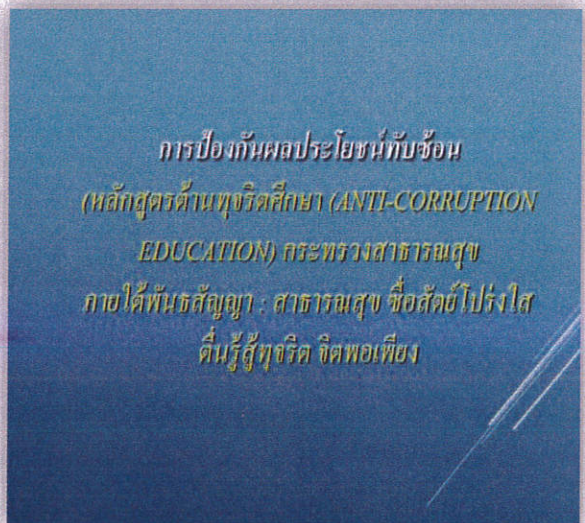 การป้องกันผลประโยชน์ทับซ้อน
(หลักสูตรด้านทุจริตศึกษา (ANTI-CORRUPTION
EDUCATION) กระทรวงสาธารณสุข
ภายใต้พันธสัญญา : สาธารณสุข ซื่อสัตย์โปร่งใส
ตื่นรู้สู้ทุจริต จิตพอเพียง